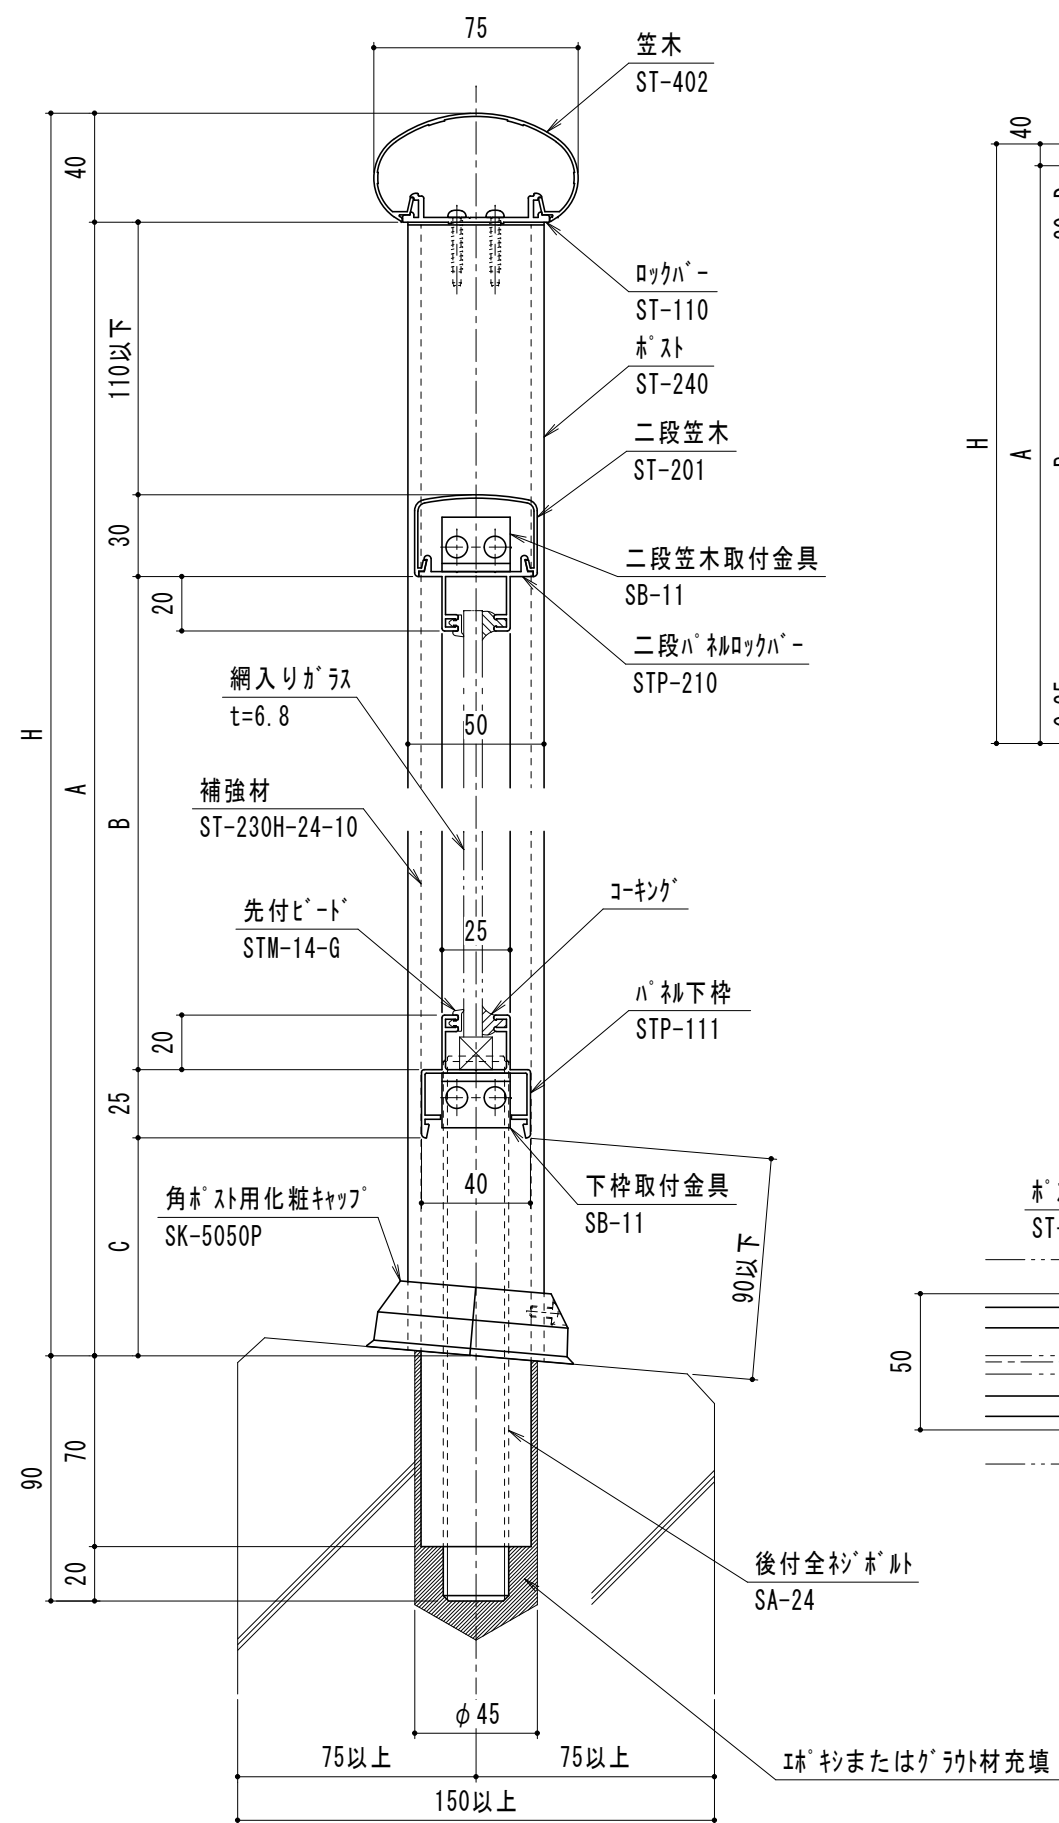 75
笠木
ST-402
40
40
ロックバー
ST-110
ポスト
ST-240
110以下
二段笠木
ST-201
H
A
30
二段笠木取付金具
SB-11
20
二段パネルロックバー
STP-210
網入りガラス
t=6.8
50
H
A
B
補強材
ST-230H-24-10
コーキング
先付ビード
STM-14-G
25
パネル下枠
STP-111
20
25
角ポスト用化粧キャップ
SK-5050P
40
下枠取付金具
SB-11
C
90以下
50
90
70
20
後付全ネジボルト
SA-24
φ45
75以上
75以上
エポキシまたはグラウト材充填
150以上